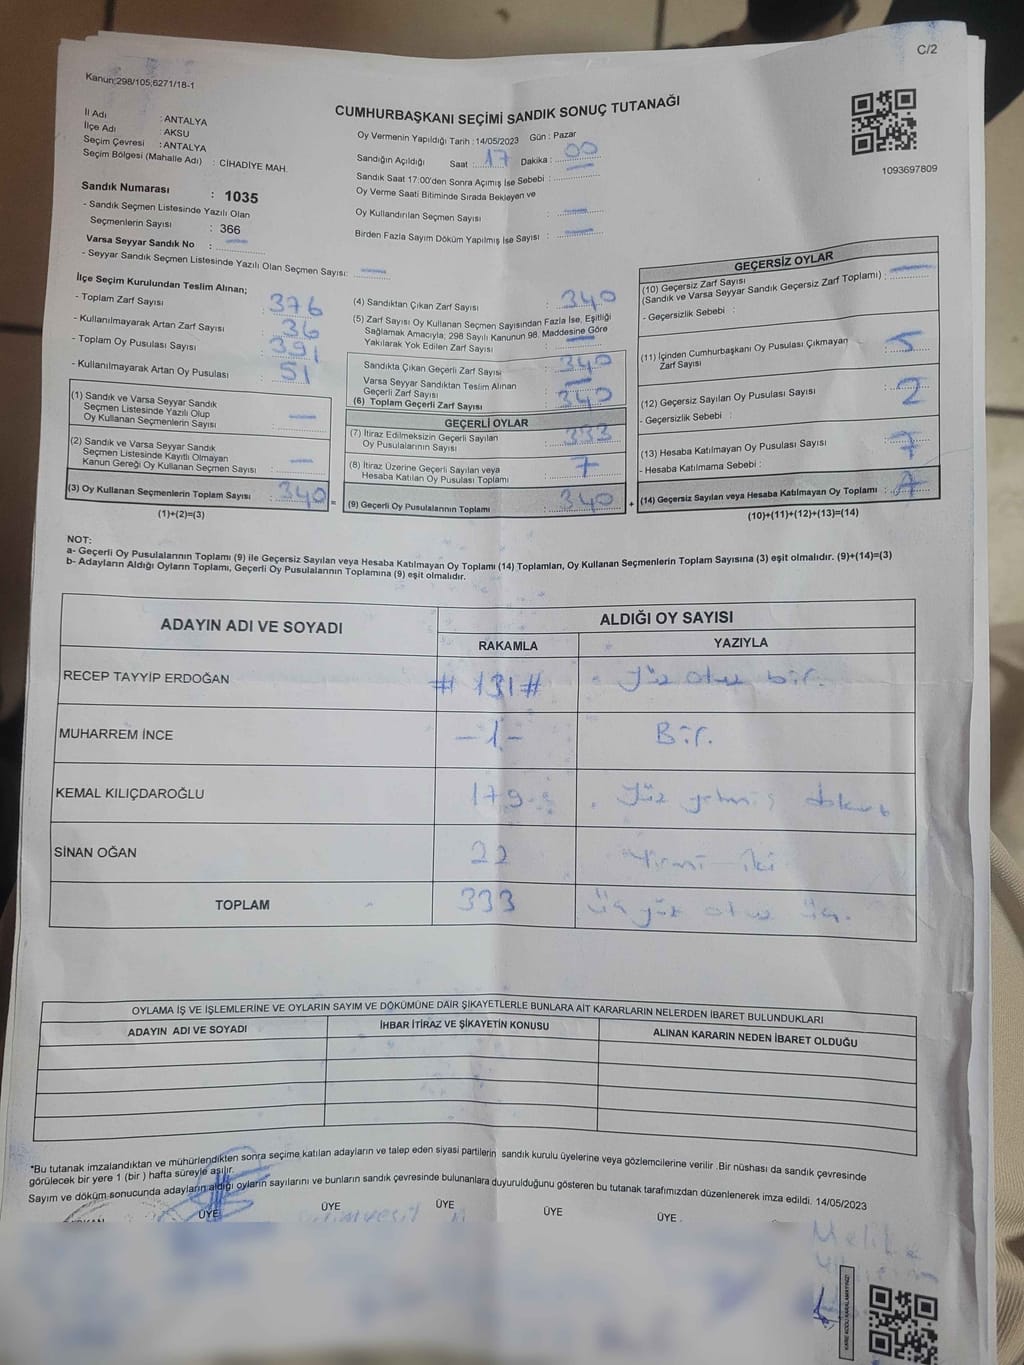 C/2
Kanun;298/105;6271/18-1
CUMHURBAŞKANI SEÇİMİ SANDIK SONUÇ TUTANAĞI
İl Adı : ANTALYA
İlçe Adı : AKSU
Seçim Çevresi : ANTALYA
Seçim Bölgesi (Mahalle Adı) : CİHADİYE MAH.
Oy Vermenin Yapıldığı Tarih : 14/05/2023 Gün : Pazar
Sandığın Açıldığı Saat : 17 Dakika : 00
Sandık Saat 17:00'den Sonra Açımış İse Sebebi :
Oy Verme Saati Bitiminde Sırada Bekleyen ve
Oy Kullandırılan Seçmen Sayısı : —
Birden Fazla Sayım Döküm Yapılmış İse Sayısı : —
1093697809
Sandık Numarası : 1035
- Sandık Seçmen Listesinde Yazılı Olan
Seçmenlerin Sayısı : 366
Varsa Seyyar Sandık No : —
- Seyyar Sandık Seçmen Listesinde Yazılı Olan Seçmen Sayısı: —
İlçe Seçim Kurulundan Teslim Alınan;
- Toplam Zarf Sayısı : 376
- Kullanılmayarak Artan Zarf Sayısı : 36
- Toplam Oy Pusulası Sayısı : 391
- Kullanılmayarak Artan Oy Pusulası : 51
(1) Sandık ve Varsa Seyyar Sandık
Seçmen Listesinde Yazılı Olup
Oy Kullanan Seçmenlerin Sayısı : —
(2) Sandık ve Varsa Seyyar Sandık
Seçmen Listesinde Kayıtlı Olmayan
Kanun Gereği Oy Kullanan Seçmen Sayısı : —
(3) Oy Kullanan Seçmenlerin Toplam Sayısı : 340
(1)+(2)=(3)
(4) Sandıktan Çıkan Zarf Sayısı : 340
(5) Zarf Sayısı Oy Kullanan Seçmen Sayısından Fazla İse, Eşitliği
Sağlamak Amacıyla; 298 Sayılı Kanunun 98. Maddesine Göre
Yakılarak Yok Edilen Zarf Sayısı : —
Sandıkta Çıkan Geçerli Zarf Sayısı : 340
Varsa Seyyar Sandıktan Teslim Alınan
Geçerli Zarf Sayısı : —
(6) Toplam Geçerli Zarf Sayısı : 340
GEÇERLİ OYLAR
(7) İtiraz Edilmeksizin Geçerli Sayılan
Oy Pusulalarının Sayısı : 333
(8) İtiraz Üzerine Geçerli Sayılan veya
Hesaba Katılan Oy Pusulası Toplamı : 7
= (9) Geçerli Oy Pusulalarının Toplamı : 340 +
GEÇERSİZ OYLAR
(10) Geçersiz Zarf Sayısı
(Sandık ve Varsa Seyyar Sandık Geçersiz Zarf Toplamı) : —
- Geçersizlik Sebebi :
(11) İçinden Cumhurbaşkanı Oy Pusulası Çıkmayan
Zarf Sayısı : 5
(12) Geçersiz Sayılan Oy Pusulası Sayısı : 2
- Geçersizlik Sebebi :
(13) Hesaba Katılmayan Oy Pusulası Sayısı : 7
- Hesaba Katılmama Sebebi :
(14) Geçersiz Sayılan veya Hesaba Katılmayan Oy Toplamı : 7
(10)+(11)+(12)+(13)=(14)
NOT:
a- Geçerli Oy Pusulalarının Toplamı (9) ile Geçersiz Sayılan veya Hesaba Katılmayan Oy Toplamı (14) Toplamları, Oy Kullanan Seçmenlerin Toplam Sayısına (3) eşit olmalıdır. (9)+(14)=(3)
b- Adayların Aldığı Oyların Toplamı, Geçerli Oy Pusulalarının Toplamına (9) eşit olmalıdır.
ADAYIN ADI VE SOYADI ALDIĞI OY SAYISI
RAKAMLA YAZIYLA
RECEP TAYYİP ERDOĞAN # 131 # Yüz otuz bir.
MUHARREM İNCE -1- Bir.
KEMAL KILIÇDAROĞLU 179 Yüz yetmiş dokuz
SİNAN OĞAN 22 Yirmi iki
TOPLAM 333 Üç yüz otuz üç.
OYLAMA İŞ VE İŞLEMLERİNE VE OYLARIN SAYIM VE DÖKÜMÜNE DAİR ŞİKAYETLERLE BUNLARA AİT KARARLARIN NELERDEN İBARET BULUNDUKLARI
ADAYIN ADI VE SOYADI İHBAR İTİRAZ VE ŞİKAYETİN KONUSU ALINAN KARARIN NEDEN İBARET OLDUĞU
*Bu tutanak imzalandıktan ve mühürlendikten sonra seçime katılan adayların ve talep eden siyasi partilerin sandık kurulu üyelerine veya gözlemcilerine verilir .Bir nüshası da sandık çevresinde
görülecek bir yere 1 (bir ) hafta süreyle asılır.
Sayım ve döküm sonucunda adayların aldığı oyların sayılarını ve bunların sandık çevresinde bulunanlara duyurulduğunu gösteren bu tutanak tarafımızdan düzenlenerek imza edildi. 14/05/2023
ÜYE ÜYE ÜYE ÜYE ÜYE
Melike